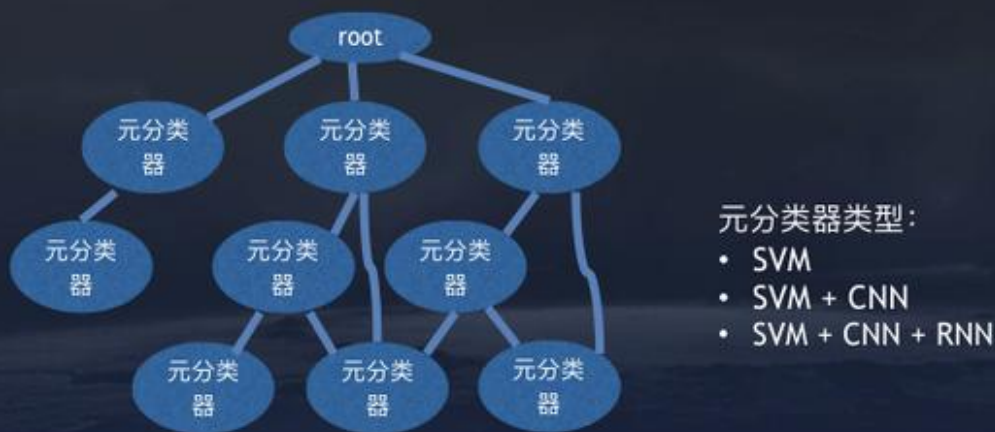 root
元分类
器
元分类
器
元分类
器
元分类
器
元分类
器
元分类
器
元分类
器
元分类
器
元分类
器
元分类器类型：
• SVM
• SVM + CNN
• SVM + CNN + RNN